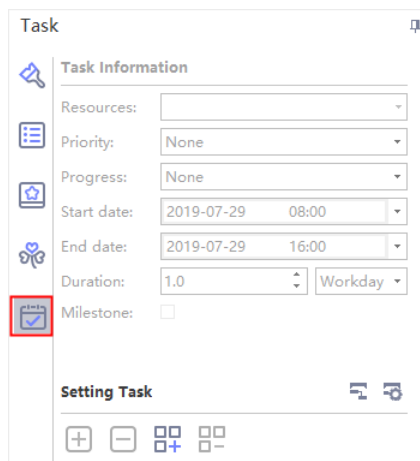 Task
Task Information
Resources:
Priority: None
Progress: None
Start date: 2019-07-29 08:00
End date: 2019-07-29 16:00
Duration: 1.0 Workday
Milestone:
Setting Task